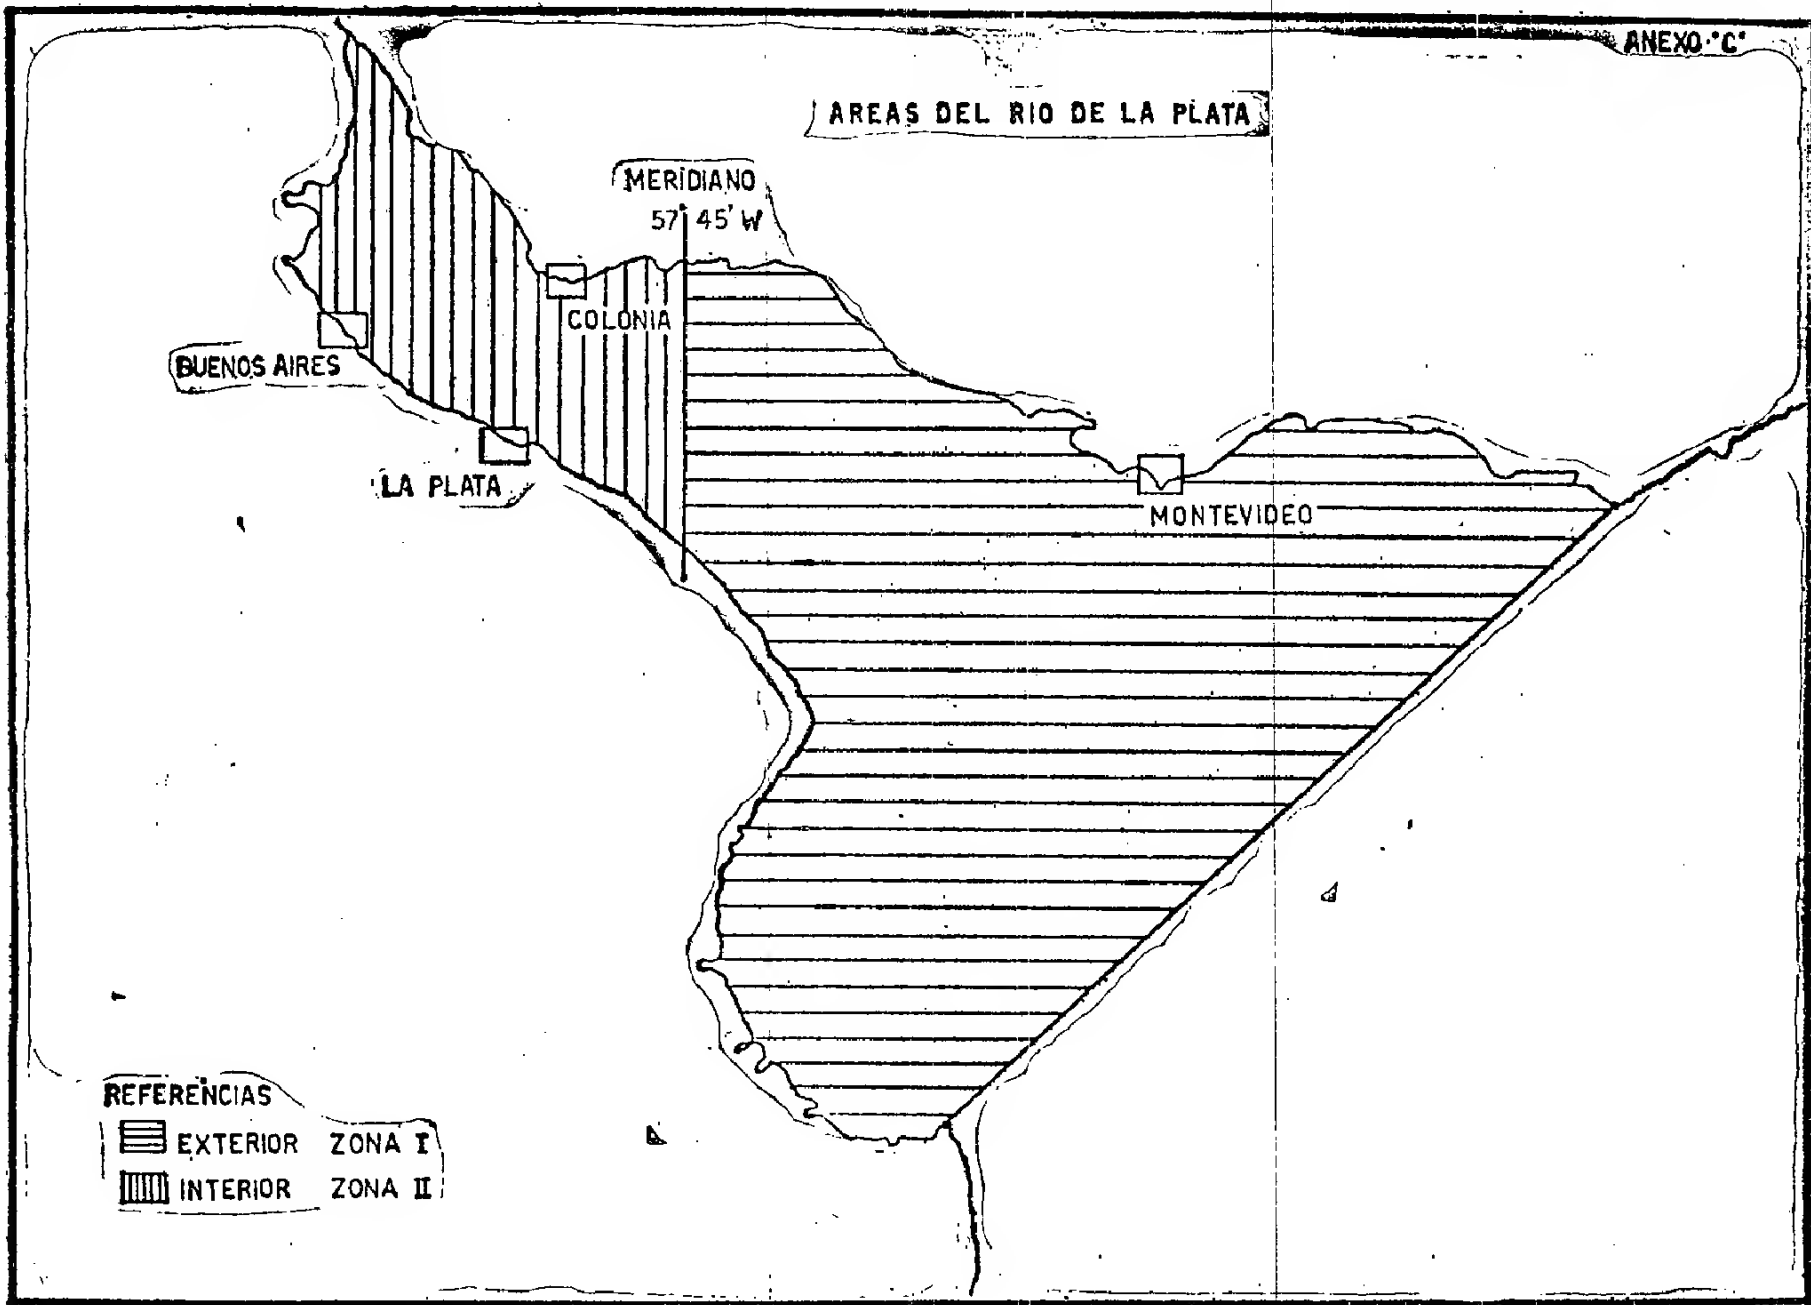 ANEXO "C"
AREAS DEL RIO DE LA PLATA
MERIDIANO
57° 45' W
COLONIA
BUENOS AIRES
LA PLATA
MONTEVIDEO
REFERENCIAS
EXTERIOR ZONA I
INTERIOR ZONA II